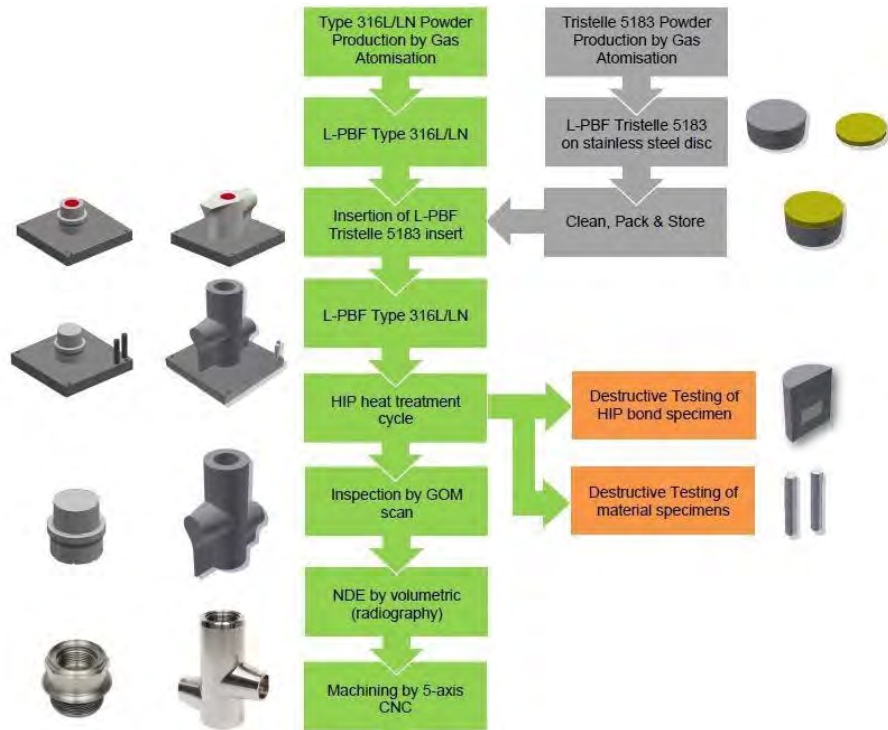 Type 316L/LN Powder
Production by Gas
Atomisation
Tristelle 5183 Powder
Production by Gas
Atomisation
L-PBF Type 316L/LN
L-PBF Tristelle 5183
on stainless steel disc
Insertion of L-PBF
Tristelle 5183 insert
Clean, Pack & Store
L-PBF Type 316L/LN
HIP heat treatment
cycle
Destructive Testing of
HIP bond specimen
Inspection by GOM
scan
Destructive Testing of
material specimens
NDE by volumetric
(radiography)
Machining by 5-axis
CNC